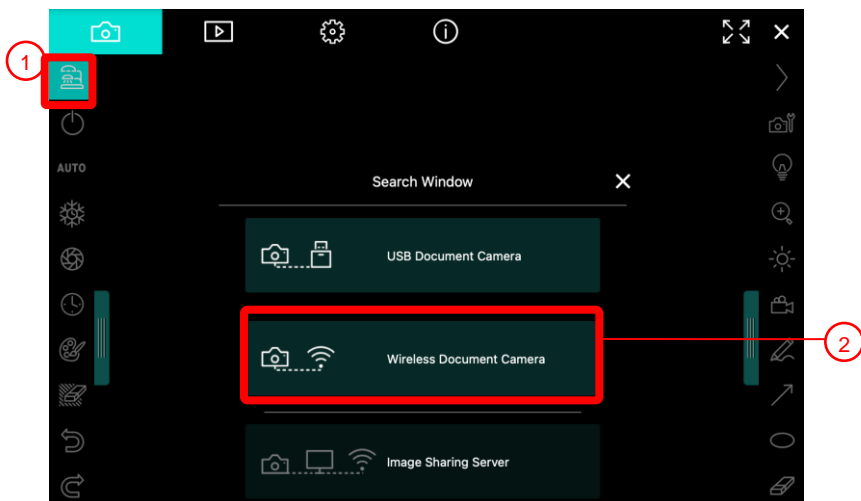 1
AUTO
Search Window
USB Document Camera
Wireless Document Camera
2
Image Sharing Server